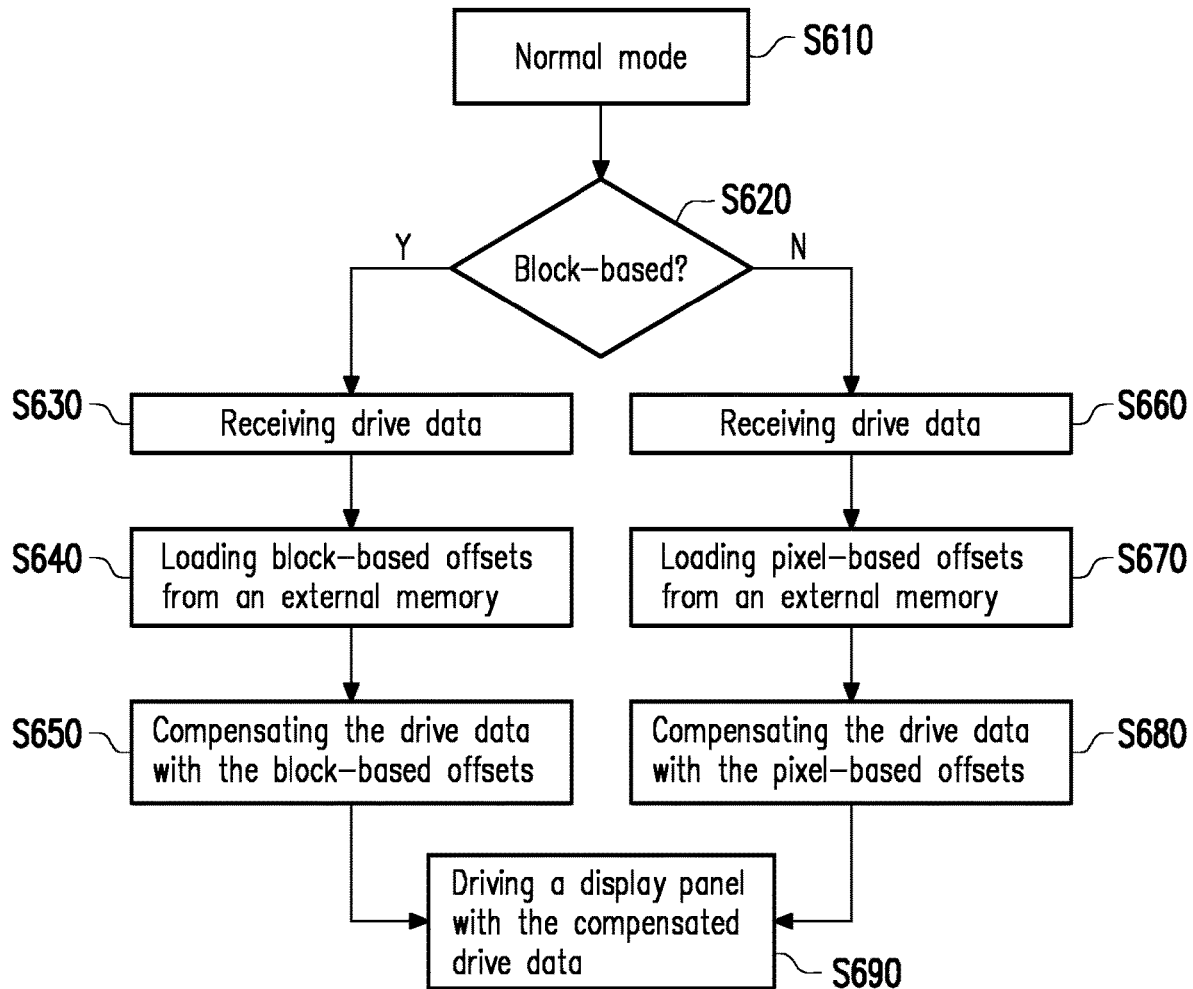 Normal mode
S610
S620
Y
Block-based?
N
S630
Receiving drive data
Receiving drive data
S660
S640
Loading block-based offsets
from an external memory
Loading pixel-based offsets
from an external memory
S670
S650
Compensating the drive data
with the block-based offsets
Compensating the drive data
with the pixel-based offsets
S680
Driving a display panel
with the compensated
drive data
S690